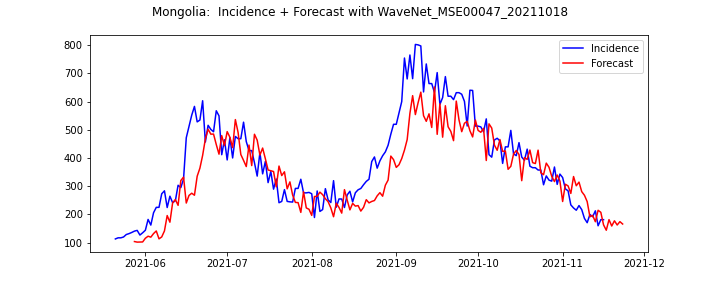 Mongolia:  Incidence + Forecast with WaveNet_MSE00047_20211018
Incidence
Forecast
800
700
600
500
400
300
200
100
2021-06 2021-07 2021-08 2021-09 2021-10 2021-11 2021-12